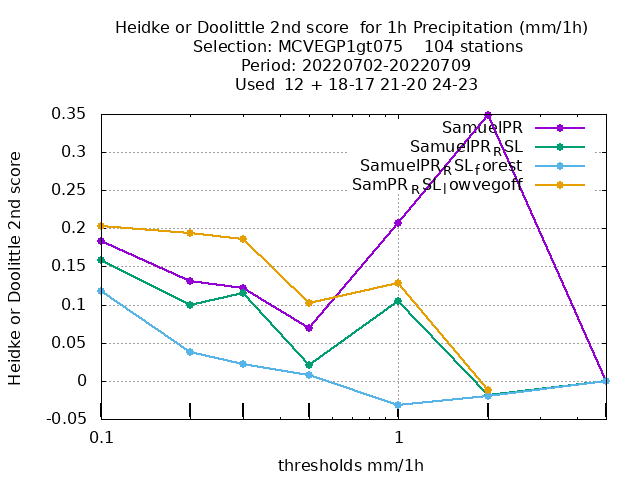 Heidke or Doolittle 2nd score  for 1h Precipitation (mm/1h)
Selection: MCVEGP1gt075    104 stations
Period: 20220702-20220709
Used  12 + 18-17 21-20 24-23
Heidke or Doolittle 2nd score
0.35
0.3
0.25
0.2
0.15
0.1
0.05
0
-0.05
SamuelPR
SamuelPR_RSL
SamuelPR_RSL_forest
SamPR_RSL_lowvegoff
0.1 1
thresholds mm/1h